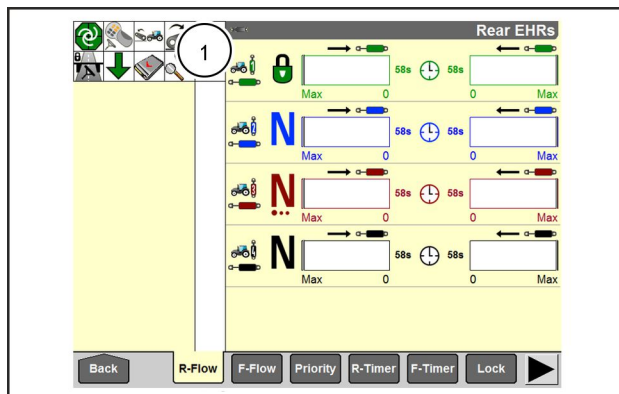 1
Rear EHRs
58s 58s
Max 0 0 Max
N 58s 58s
Max 0 0 Max
N 58s 58s
Max 0 0 Max
N 58s 58s
Max 0 0 Max
Back R-Flow F-Flow Priority R-Timer F-Timer Lock